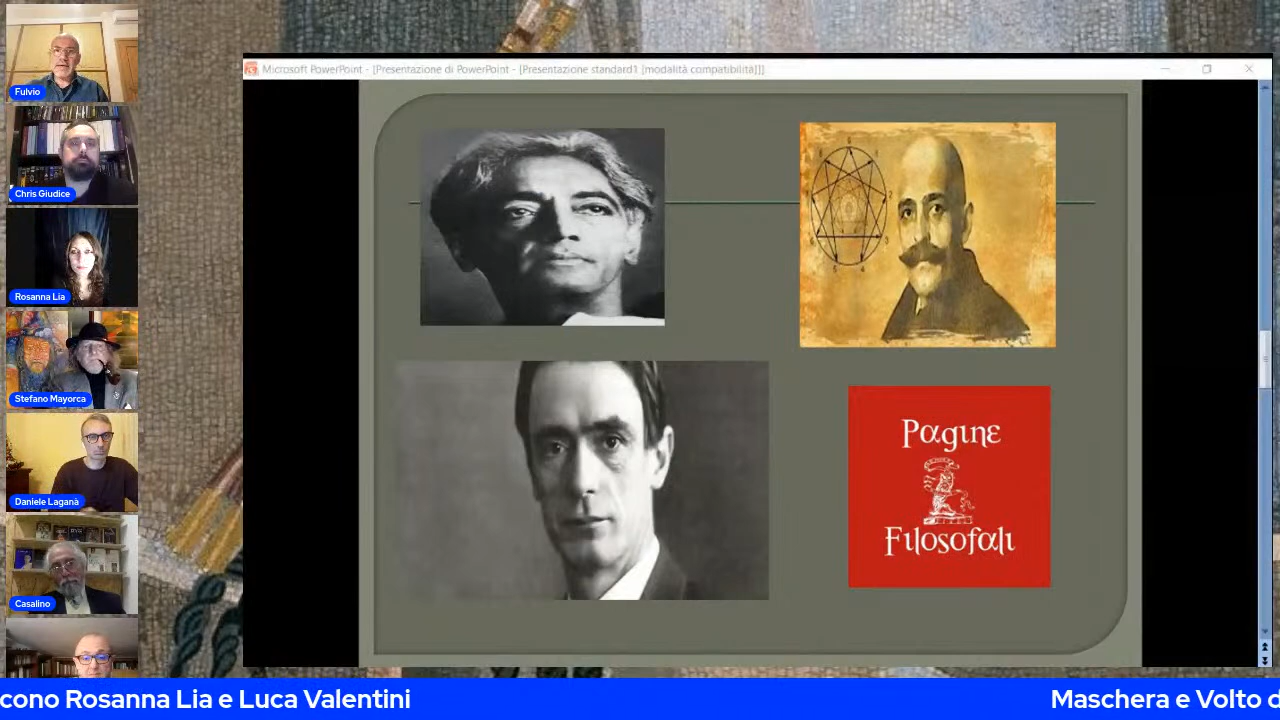 Fulvio
Chris Giudice
Rosanna Lia
Stefano Mayorca
Daniele Laganà
Casalino
Microsoft PowerPoint - [Presentazione di PowerPoint - [Presentazione standard1 [modalità compatibilità]]]
Pagine
Filosofali
cono Rosanna Lia e Luca Valentini
Maschera e Volto d